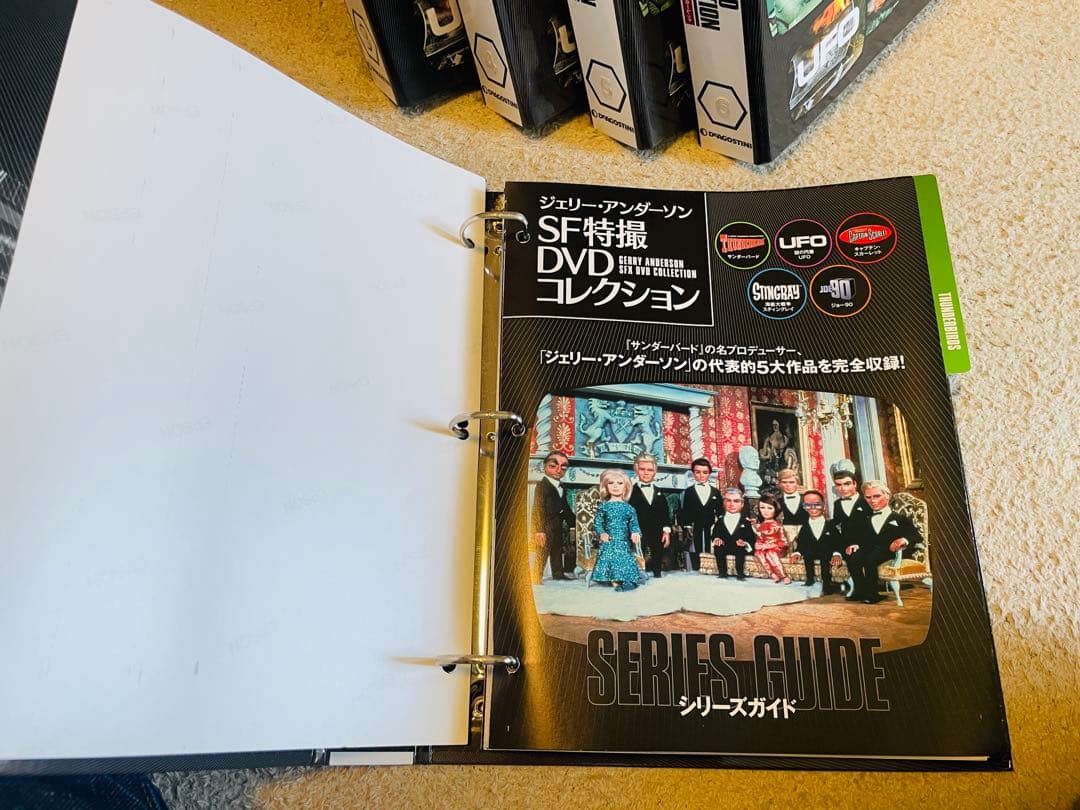 UFO
DeAGOSTINI
6
DeAGOSTINI
6
DeAGOSTINI
UFO
ジェリー・アンダーソン
SF特撮
DVD
GERRY ANDERSON
SFX DVD COLLECTION
コレクション
THUNDERBIRDS
サンダーバード
UFO
謎の円盤
UFO
CAPTAIN SCARLET
キャプテン・
スカーレット
STINGRAY
海底大戦争
スティングレイ
JOE 90
ジョー90
THUNDERBIRDS
『サンダーバード』の名プロデューサー、
「ジェリー・アンダーソン」の代表的5大作品を完全収録!
SERIES GUIDE
シリーズガイド